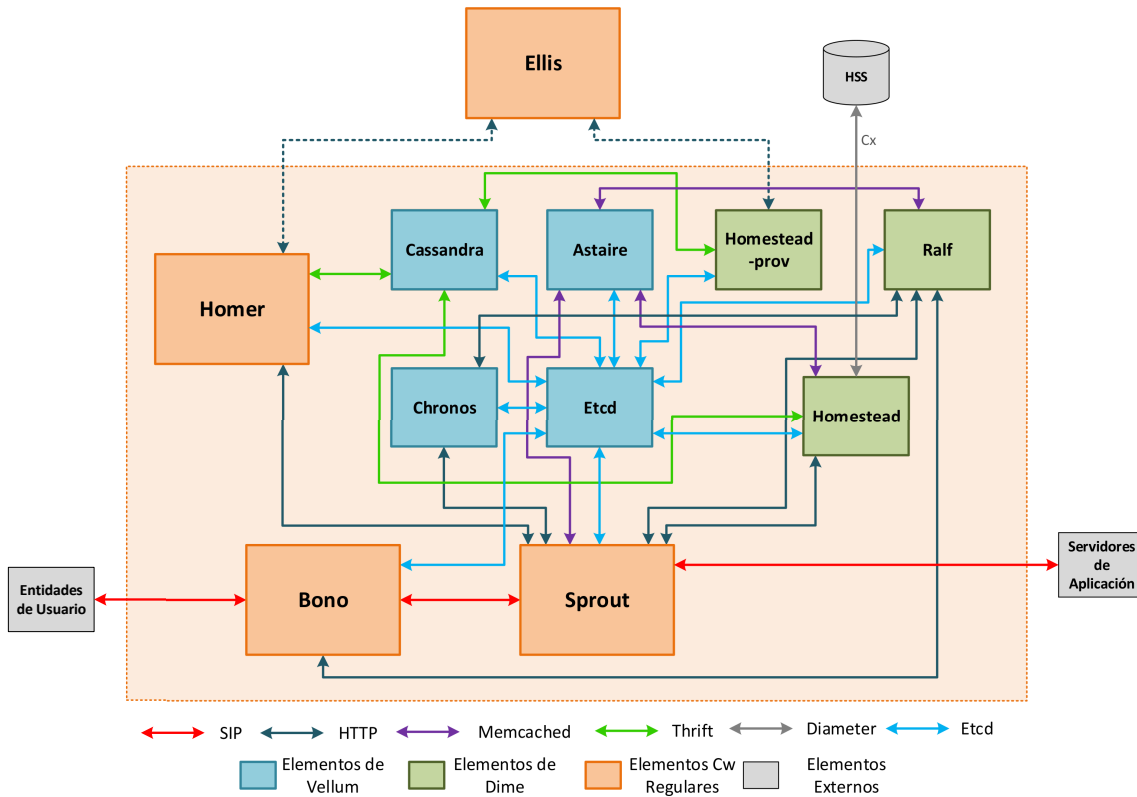 Ellis
HSS
Cx
Cassandra
Astaire
Homestead
-prov
Ralf
Homer
Chronos
Etcd
Homestead
Servidores
de
Aplicación
Entidades
de Usuario
Bono
Sprout
SIP
HTTP
Memcached
Thrift
Diameter
Etcd
Elementos de
Vellum
Elementos de
Dime
Elementos Cw
Regulares
Elementos
Externos